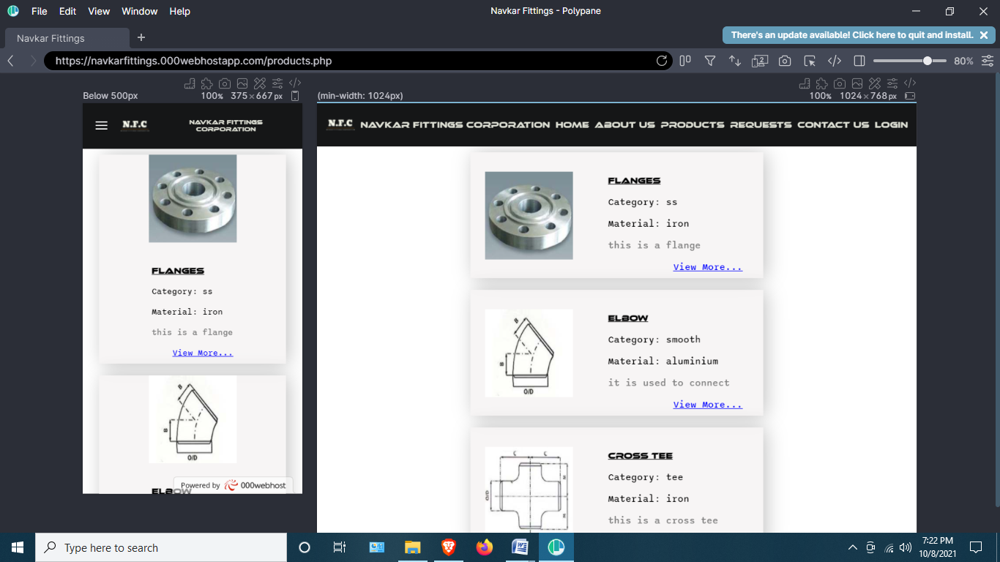 File Edit View Window Help
Navkar Fittings - Polypane
Navkar Fittings
There's an update available! Click here to quit and install.
https://navkarfittings.000webhostapp.com/products.php
2
80%
Below 500px
100% 375 × 667 px
N.F.C
NAVKAR FITTINGS
CORPORATION
FLANGES
Category: ss
Material: iron
this is a flange
View More...
B
B
O/D
ELBOW
Powered by 000webhost
(min-width: 1024px)
100% 1024 × 768 px
N.F.C NAVKAR FITTINGS CORPORATION HOME ABOUT US PRODUCTS REQUESTS CONTACT US LOGIN
FLANGES
Category: ss
Material: iron
this is a flange
View More...
B
B
O/D
ELBOW
Category: smooth
Material: aluminium
it is used to connect
View More...
C C
O/D
CROSS TEE
Category: tee
Material: iron
this is a cross tee
Type here to search
7:22 PM
10/8/2021